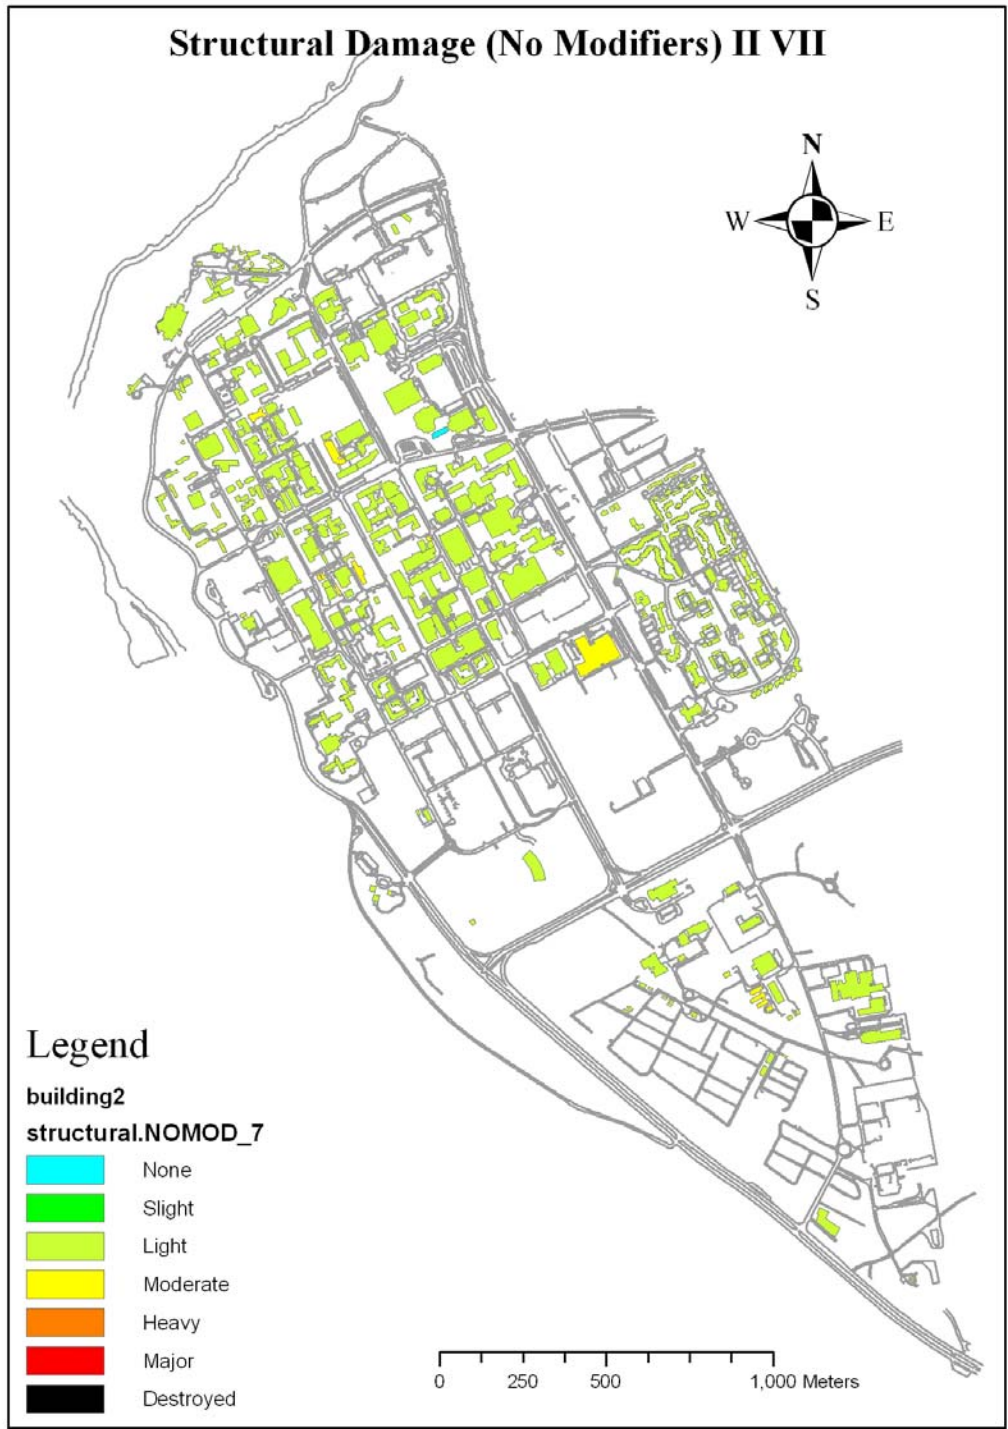 Structural Damage (No Modifiers) II VII
N
W E
S
Legend
building2
structural.NOMOD_7
None
Slight
Light
Moderate
Heavy
Major
Destroyed
0 250 500 1,000 Meters